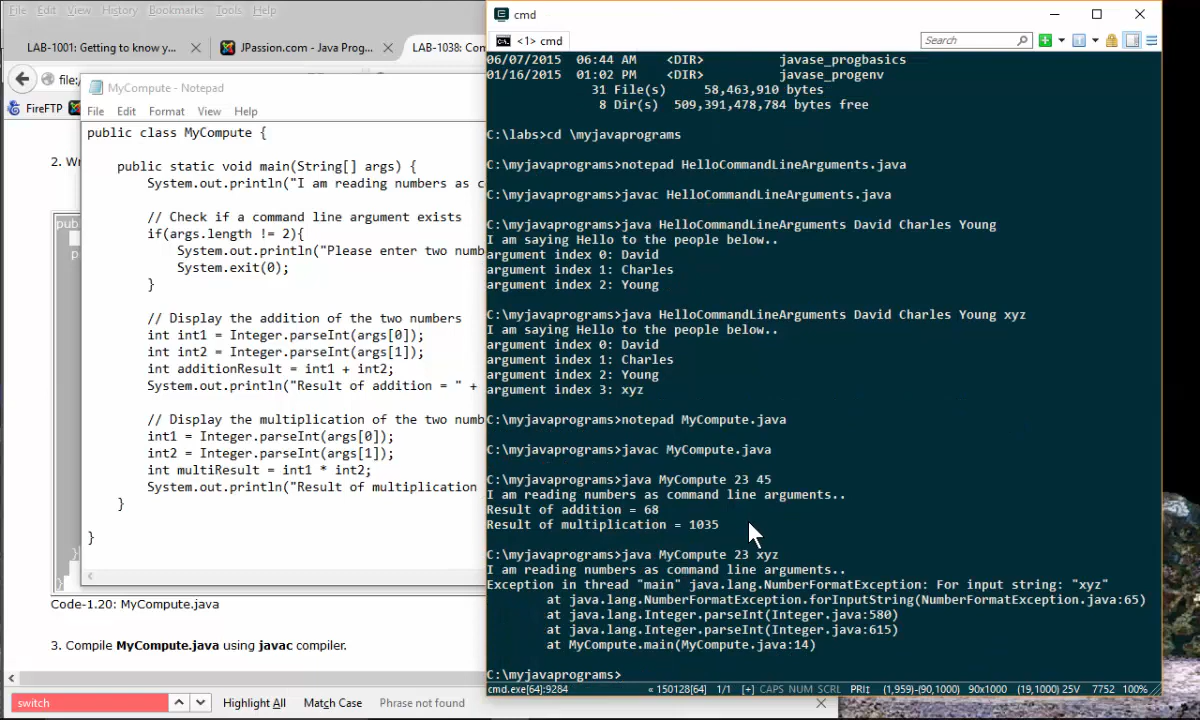 File Edit View History Bookmarks Tools Help
LAB-1001: Getting to know y...
JPassion.com - Java Prog...
LAB-1038: Con
file:
FireFTP
2. Wr
pub
p
}
}
Code-1.20: MyCompute.java
3. Compile MyCompute.java using javac compiler.
switch
Highlight All Match Case Phrase not found
MyCompute - Notepad
File Edit Format View Help
public class MyCompute {
public static void main(String[] args) {
System.out.println("I am reading numbers as c
// Check if a command line argument exists
if(args.length != 2){
System.out.println("Please enter two numb
System.exit(0);
}
// Display the addition of the two numbers
int int1 = Integer.parseInt(args[0]);
int int2 = Integer.parseInt(args[1]);
int additionResult = int1 + int2;
System.out.println("Result of addition = " +
// Display the multiplication of the two numb
int1 = Integer.parseInt(args[0]);
int2 = Integer.parseInt(args[1]);
int multiResult = int1 * int2;
System.out.println("Result of multiplication
}
}
cmd
<1> cmd
Search
06/07/2015 06:44 AM <DIR> javase_progbasics
01/16/2015 01:02 PM <DIR> javase_progenv
31 File(s) 58,463,910 bytes
8 Dir(s) 509,391,478,784 bytes free
C:\labs>cd \myjavaprograms
C:\myjavaprograms>notepad HelloCommandLineArguments.java
C:\myjavaprograms>javac HelloCommandLineArguments.java
C:\myjavaprograms>java HelloCommandLineArguments David Charles Young
I am saying Hello to the people below..
argument index 0: David
argument index 1: Charles
argument index 2: Young
C:\myjavaprograms>java HelloCommandLineArguments David Charles Young xyz
I am saying Hello to the people below..
argument index 0: David
argument index 1: Charles
argument index 2: Young
argument index 3: xyz
C:\myjavaprograms>notepad MyCompute.java
C:\myjavaprograms>javac MyCompute.java
C:\myjavaprograms>java MyCompute 23 45
I am reading numbers as command line arguments..
Result of addition = 68
Result of multiplication = 1035
C:\myjavaprograms>java MyCompute 23 xyz
I am reading numbers as command line arguments..
Exception in thread "main" java.lang.NumberFormatException: For input string: "xyz"
at java.lang.NumberFormatException.forInputString(NumberFormatException.java:65)
at java.lang.Integer.parseInt(Integer.java:580)
at java.lang.Integer.parseInt(Integer.java:615)
at MyCompute.main(MyCompute.java:14)
C:\myjavaprograms>
cmd.exe[64]:9284 « 150128[64] 1/1 [+] CAPS NUM SCRL PRI‡ (1,959)-(90,1000) 90x1000 (19,1000) 25V 7752 100%